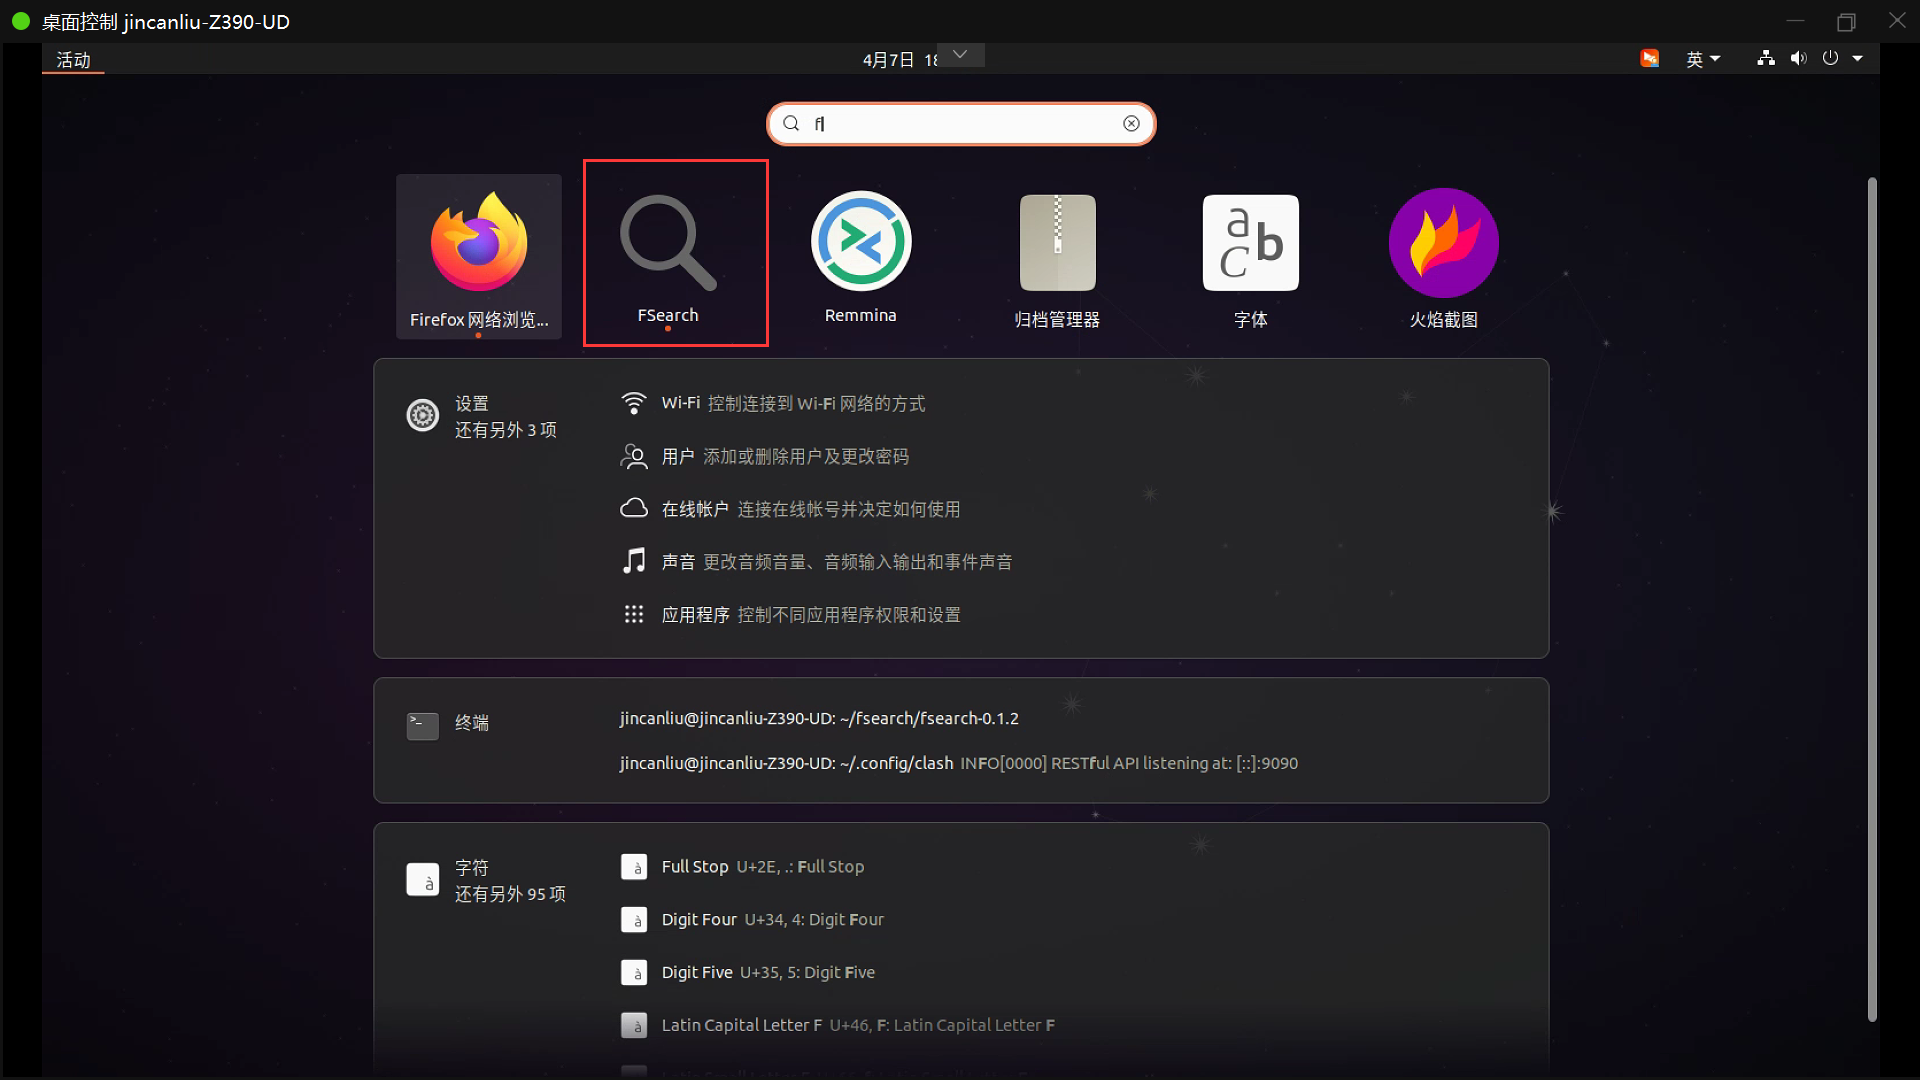 桌面控制 jincanliu-Z390-UD
活动
4月7日 18
英
f
Firefox 网络浏览...
FSearch
Remmina
归档管理器
字体
火焰截图
设置
还有另外 3 项
Wi-Fi 控制连接到 Wi-Fi 网络的方式
用户 添加或删除用户及更改密码
在线帐户 连接在线帐号并决定如何使用
声音 更改音频音量、音频输入输出和事件声音
应用程序 控制不同应用程序权限和设置
终端
jincanliu@jincanliu-Z390-UD: ~/fsearch/fsearch-0.1.2
jincanliu@jincanliu-Z390-UD: ~/.config/clash INFO[0000] RESTful API listening at: [::]:9090
字符
还有另外 95 项
Full Stop U+2E, .: Full Stop
Digit Four U+34, 4: Digit Four
Digit Five U+35, 5: Digit Five
Latin Capital Letter F U+46, F: Latin Capital Letter F